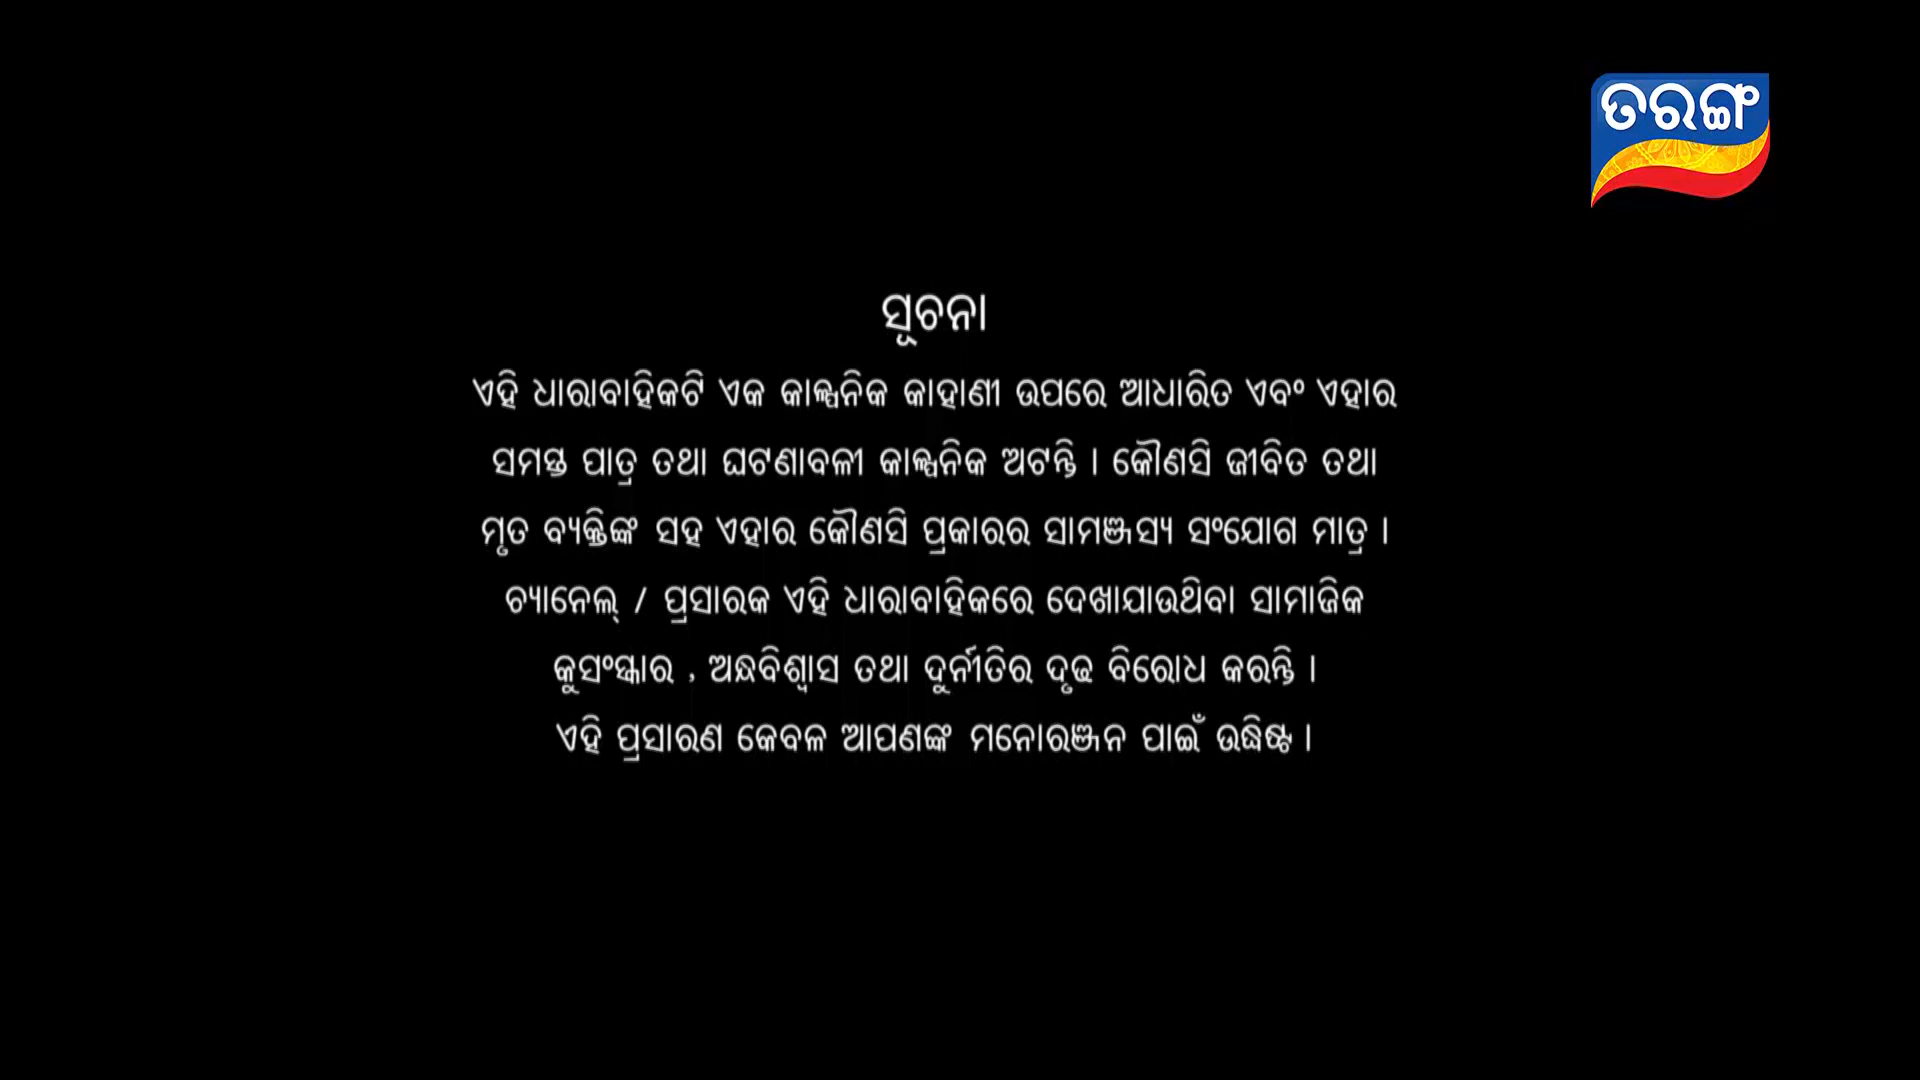 ତରଙ୍ଗ
ସୂଚନା
ଏହି ଧାରାବାହିକଟି ଏକ କାଳ୍ପନିକ କାହାଣୀ ଉପରେ ଆଧାରିତ ଏବଂ ଏହାର
ସମସ୍ତ ପାତ୍ର ତଥା ଘଟଣାବଳୀ କାଳ୍ପନିକ ଅଟନ୍ତି । କୌଣସି ଜୀବିତ ତଥା
ମୃତ ବ୍ୟକ୍ତିଙ୍କ ସହ ଏହାର କୌଣସି ପ୍ରକାରର ସାମଞ୍ଜସ୍ୟ ସଂଯୋଗ ମାତ୍ର ।
ଚ୍ୟାନେଲ୍ / ପ୍ରସାରକ ଏହି ଧାରାବାହିକରେ ଦେଖାଯାଉଥିବା ସାମାଜିକ
କୁସଂସ୍କାର , ଅନ୍ଧବିଶ୍ୱାସ ତଥା ଦୁର୍ନୀତିର ଦୃଢ ବିରୋଧ କରନ୍ତି ।
ଏହି ପ୍ରସାରଣ କେବଳ ଆପଣଙ୍କ ମନୋରଞ୍ଜନ ପାଇଁ ଉଦ୍ଧିଷ୍ଟ ।